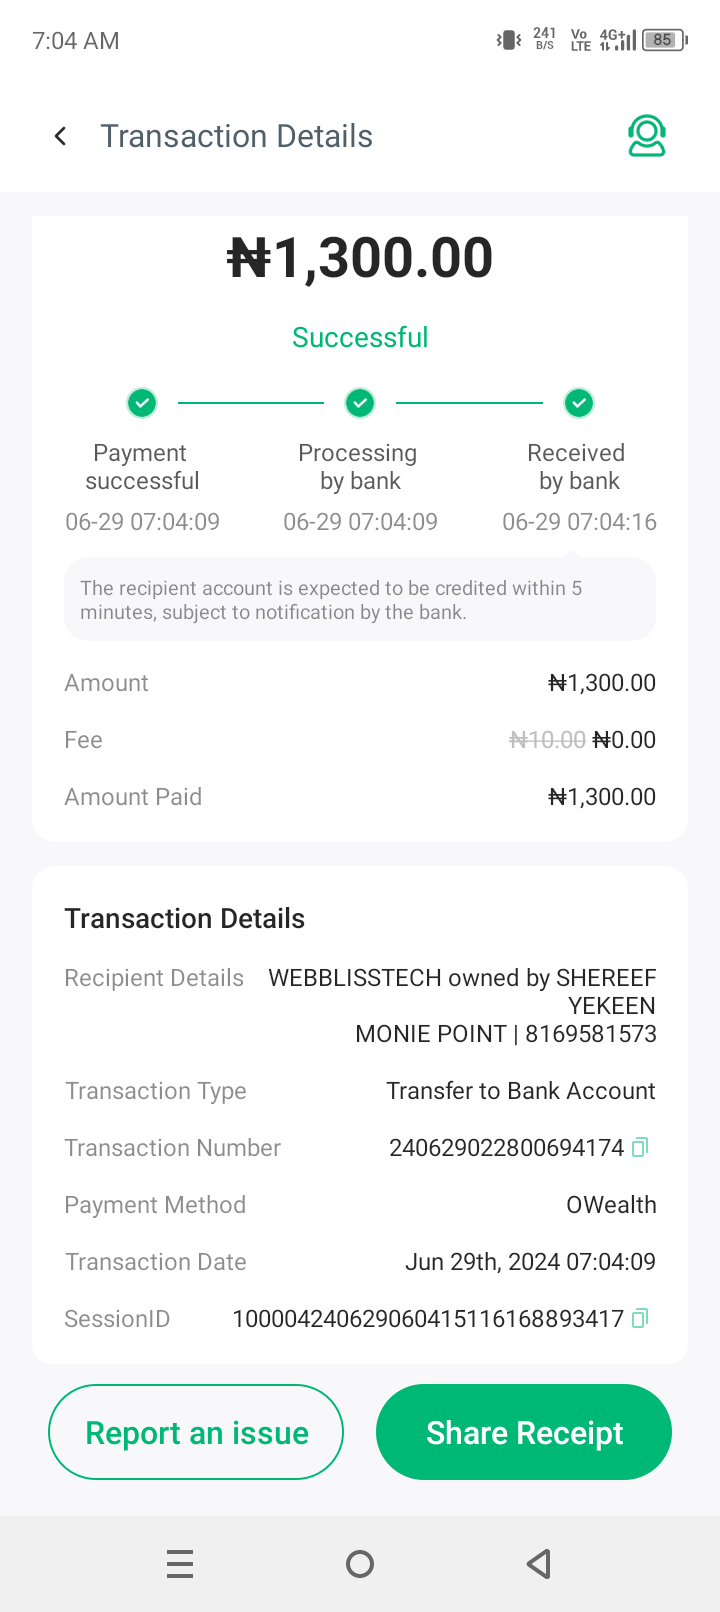 7:04 AM 241 B/S Vo LTE 4G+ 85
Transaction Details
₦1,300.00
Successful
Payment successful
Processing by bank
Received by bank
06-29 07:04:09 06-29 07:04:09 06-29 07:04:16
The recipient account is expected to be credited within 5
minutes, subject to notification by the bank.
Amount ₦1,300.00
Fee ₦10.00 ₦0.00
Amount Paid ₦1,300.00
Transaction Details
Recipient Details WEBBLISSTECH owned by SHEREEF
YEKEEN
MONIE POINT | 8169581573
Transaction Type Transfer to Bank Account
Transaction Number 240629022800694174
Payment Method OWealth
Transaction Date Jun 29th, 2024 07:04:09
SessionID 100004240629060415116168893417
Report an issue Share Receipt